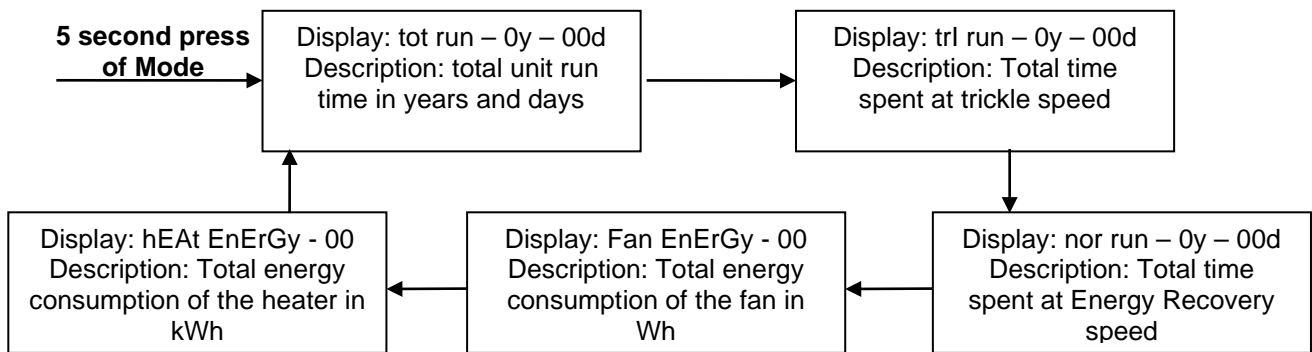 5 second press
of Mode
Display: tot run – 0y – 00d
Description: total unit run
time in years and days
Display: trI run – 0y – 00d
Description: Total time
spent at trickle speed
Display: nor run – 0y – 00d
Description: Total time
spent at Energy Recovery
speed
Display: Fan EnErGy - 00
Description: Total energy
consumption of the fan in
Wh
Display: hEAt EnErGy - 00
Description: Total energy
consumption of the heater in
kWh